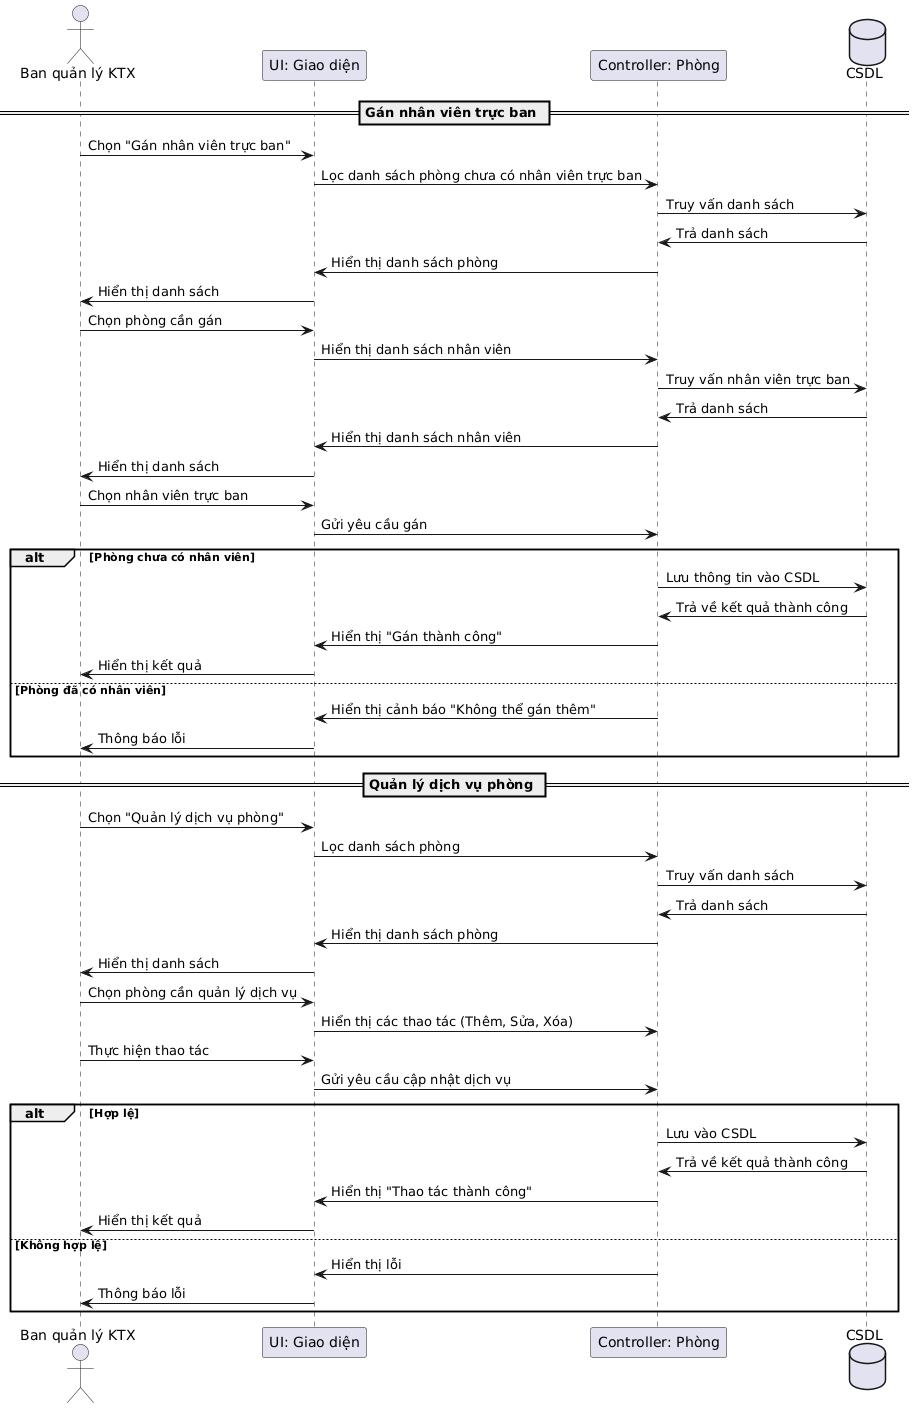 Ban quản lý KTX
UI: Giao diện
Controller: Phòng
CSDL
Gán nhân viên trực ban
Chọn "Gán nhân viên trực ban"
Lọc danh sách phòng chưa có nhân viên trực ban
Truy vấn danh sách
Trả danh sách
Hiển thị danh sách phòng
Hiển thị danh sách
Chọn phòng cần gán
Hiển thị danh sách nhân viên
Truy vấn nhân viên trực ban
Trả danh sách
Hiển thị danh sách nhân viên
Hiển thị danh sách
Chọn nhân viên trực ban
Gửi yêu cầu gán
alt [Phòng chưa có nhân viên]
Lưu thông tin vào CSDL
Trả về kết quả thành công
Hiển thị "Gán thành công"
Hiển thị kết quả
[Phòng đã có nhân viên]
Hiển thị cảnh báo "Không thể gán thêm"
Thông báo lỗi
Quản lý dịch vụ phòng
Chọn "Quản lý dịch vụ phòng"
Lọc danh sách phòng
Truy vấn danh sách
Trả danh sách
Hiển thị danh sách phòng
Hiển thị danh sách
Chọn phòng cần quản lý dịch vụ
Hiển thị các thao tác (Thêm, Sửa, Xóa)
Thực hiện thao tác
Gửi yêu cầu cập nhật dịch vụ
alt [Hợp lệ]
Lưu vào CSDL
Trả về kết quả thành công
Hiển thị "Thao tác thành công"
Hiển thị kết quả
[Không hợp lệ]
Hiển thị lỗi
Thông báo lỗi
Ban quản lý KTX
UI: Giao diện
Controller: Phòng
CSDL